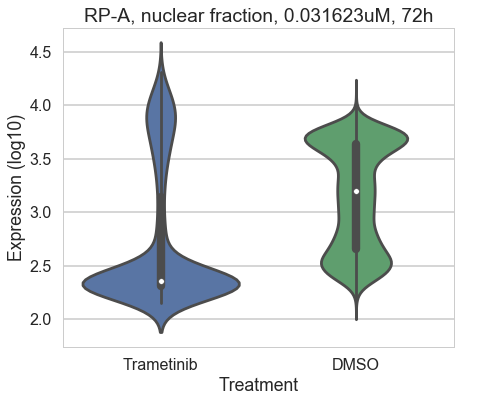 RP-A, nuclear fraction, 0.031623uM, 72h
Expression (log10)
4.5
4.0
3.5
3.0
2.5
2.0
Trametinib
DMSO
Treatment